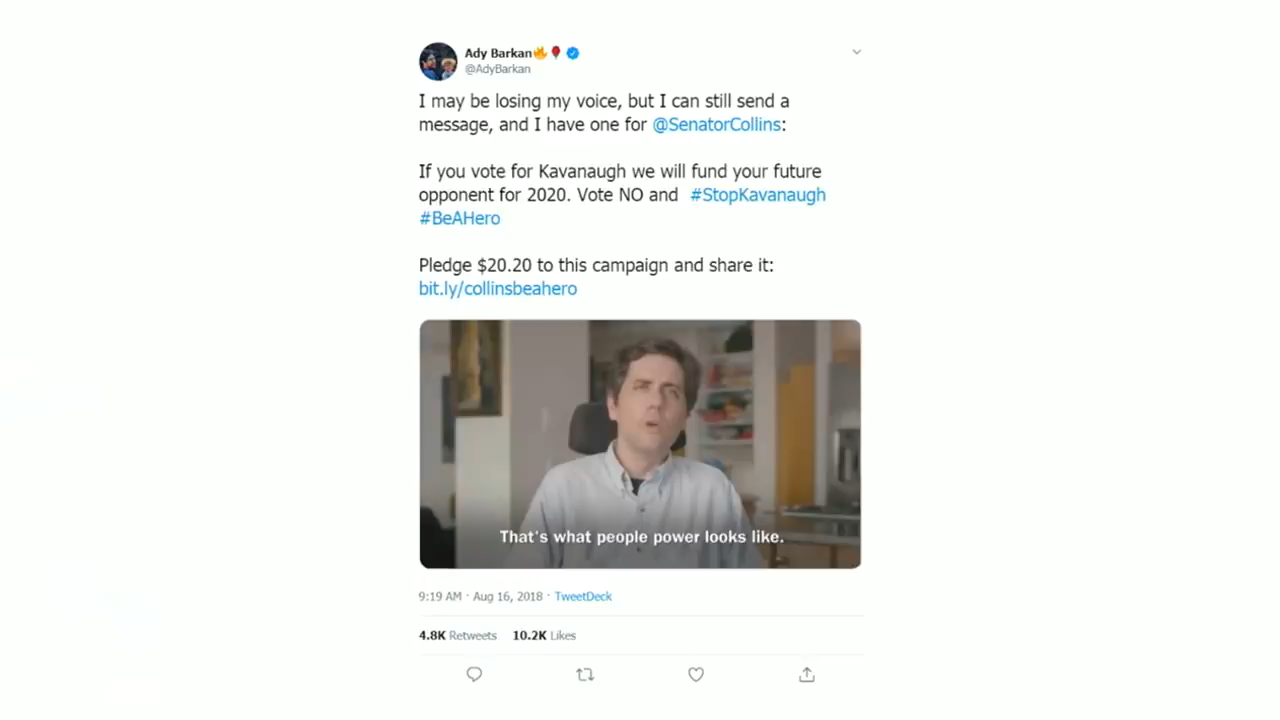 Ady Barkan🔥🎈
@AdyBarkan
I may be losing my voice, but I can still send a
message, and I have one for @SenatorCollins:
If you vote for Kavanaugh we will fund your future
opponent for 2020. Vote NO and #StopKavanaugh
#BeAHero
Pledge $20.20 to this campaign and share it:
bit.ly/collinsbeahero
That's what people power looks like.
9:19 AM · Aug 16, 2018 · TweetDeck
4.8K Retweets 10.2K Likes